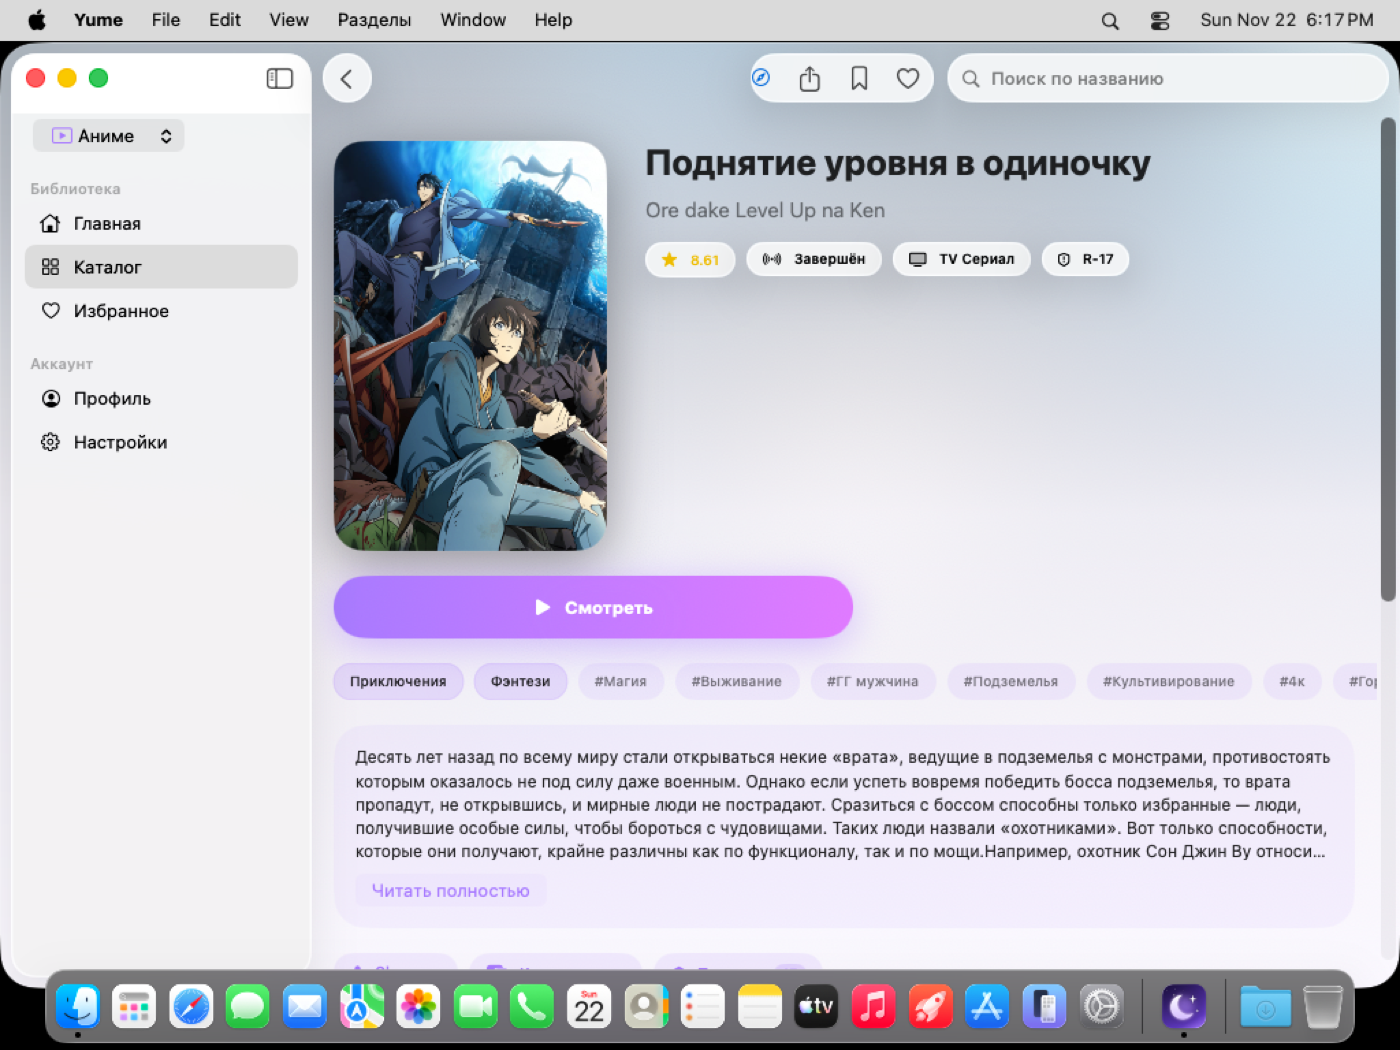 Yume File Edit View Разделы Window Help Sun Nov 22 6:17 PM
Поиск по названию
Аниме
Библиотека
Главная
Каталог
Избранное
Аккаунт
Профиль
Настройки
Поднятие уровня в одиночку
Ore dake Level Up na Ken
8.61 Завершён TV Сериал R-17
Смотреть
Приключения Фэнтези #Магия #Выживание #ГГ мужчина #Подземелья #Культивирование #4к
Десять лет назад по всему миру стали открываться некие «врата», ведущие в подземелья с монстрами, противостоять
которым оказалось не под силу даже военным. Однако если успеть вовремя победить босса подземелья, то врата
пропадут, не открывшись, и мирные люди не пострадают. Сразиться с боссом способны только избранные — люди,
получившие особые силы, чтобы бороться с чудовищами. Таких людей назвали «охотниками». Вот только способности,
которые они получают, крайне различны как по функционалу, так и по мощи.Например, охотник Сон Джин Ву относи...
Читать полностью
Sun
22
tv